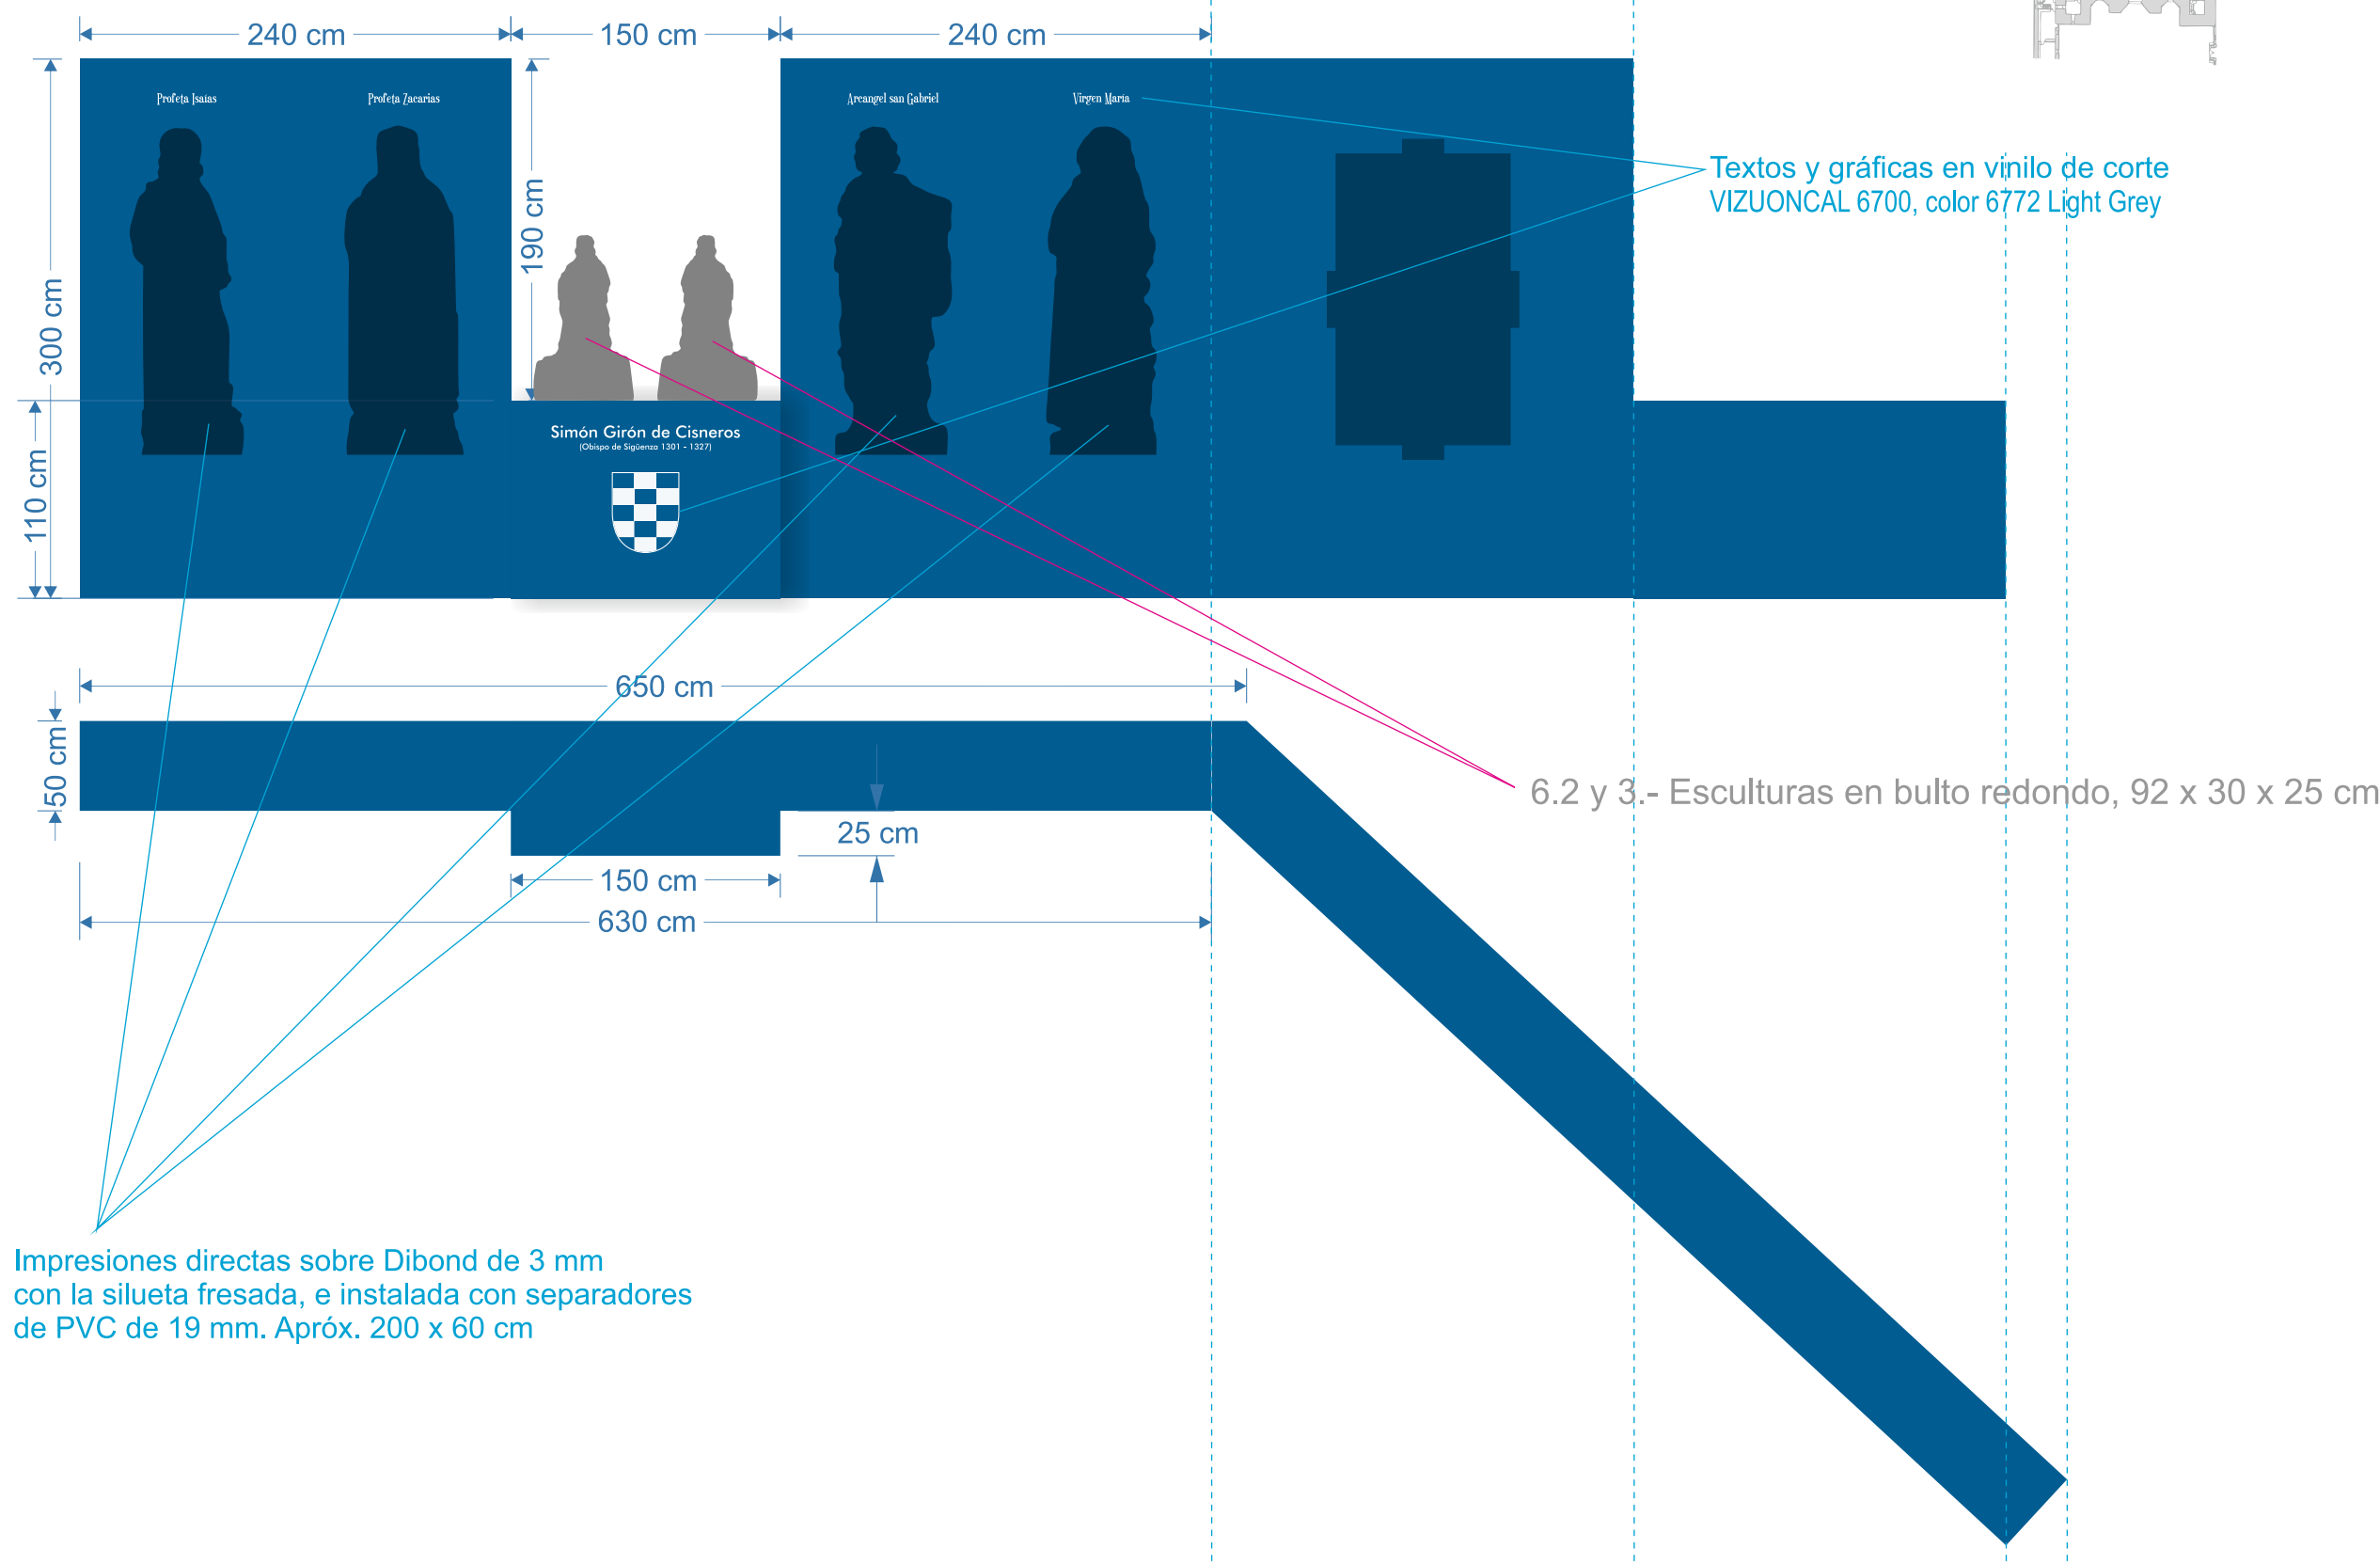 240 cm
150 cm
240 cm
Profeta Isaías
Profeta Zacarias
Arcangel san Gabriel
Virgen María
Textos y gráficas en vinilo de corte
VIZUONCAL 6700, color 6772 Light Grey
190 cm
300 cm
110 cm
Simón Girón de Cisneros
(Obispo de Sigüenza 1301 - 1327)
650 cm
50 cm
6.2 y 3.- Esculturas en bulto redondo, 92 x 30 x 25 cm
25 cm
150 cm
630 cm
Impresiones directas sobre Dibond de 3 mm
con la silueta fresada, e instalada con separadores
de PVC de 19 mm. Apróx. 200 x 60 cm